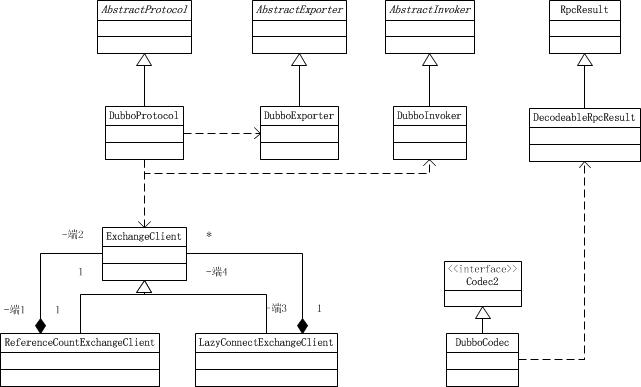 AbstractProtocol
AbstractExporter
AbstractInvoker
RpcResult
DubboProtocol
DubboExporter
DubboInvoker
DecodeableRpcResult
-端2
ExchangeClient
*
1
-端4
<<interface>>
Codec2
-端1
1
-端3
1
ReferenceCountExchangeClient
LazyConnectExchangeClient
DubboCodec